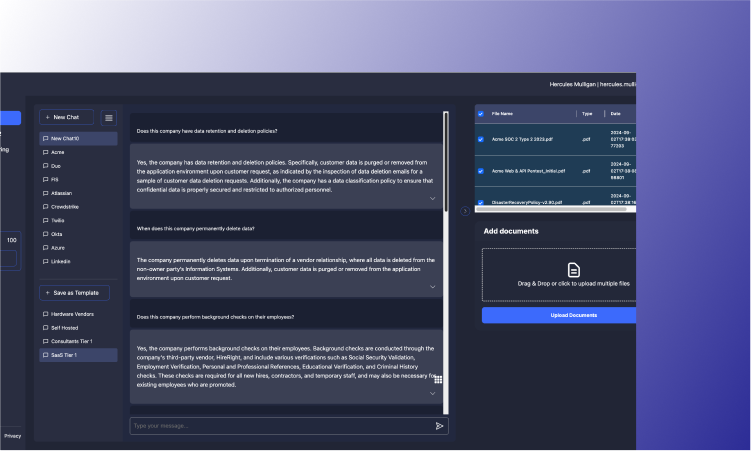 Hercules Mulligan | hercules.mulli
+ New Chat
New Chat10
Acme
Duo
FIS
Atlassian
Crowdstrike
Twilio
Okta
Azure
LinkedIn
+ Save as Template
Hardware Vendors
Self Hosted
Consultants Tier 1
SaaS Tier 1
ring
100
Privacy
Does this company have data retention and deletion policies?
Yes, the company has data retention and deletion policies. Specifically, customer data is purged or removed from
the application environment upon customer request, as indicated by the inspection of data deletion emails for a
sample of customer data deletion requests. Additionally, the company has a data classification policy to ensure that
confidential data is properly secured and restricted to authorized personnel.
When does this company permanently delete data?
The company permanently deletes data upon termination of a vendor relationship, where all data is deleted from the
non-owner party's Information Systems. Additionally, customer data is purged or removed from the application
environment upon customer request.
Does this company perform background checks on their employees?
Yes, the company performs background checks on their employees. Background checks are conducted through the
company's third-party vendor, HireRight, and include various verifications such as Social Security Validation,
Employment Verification, Personal and Professional References, Educational Verification, and Criminal History
checks. These checks are required for all new hires, contractors, and temporary staff, and may also be necessary for
existing employees who are promoted.
Type your message...
File Name Type Date
Acme SOC 2 Type 2 2023.pdf .pdf 2024-09-
02T17:38:0
77203
Acme Web & API Pentest_Initial.pdf .pdf 2024-09-
02T17:38:0
98801
DisasterRecoveryPolicy-v2.90.pdf .pdf 2024-09-
02T17:38:16
Add documents
Drag & Drop or click to upload multiple files
Upload Documents